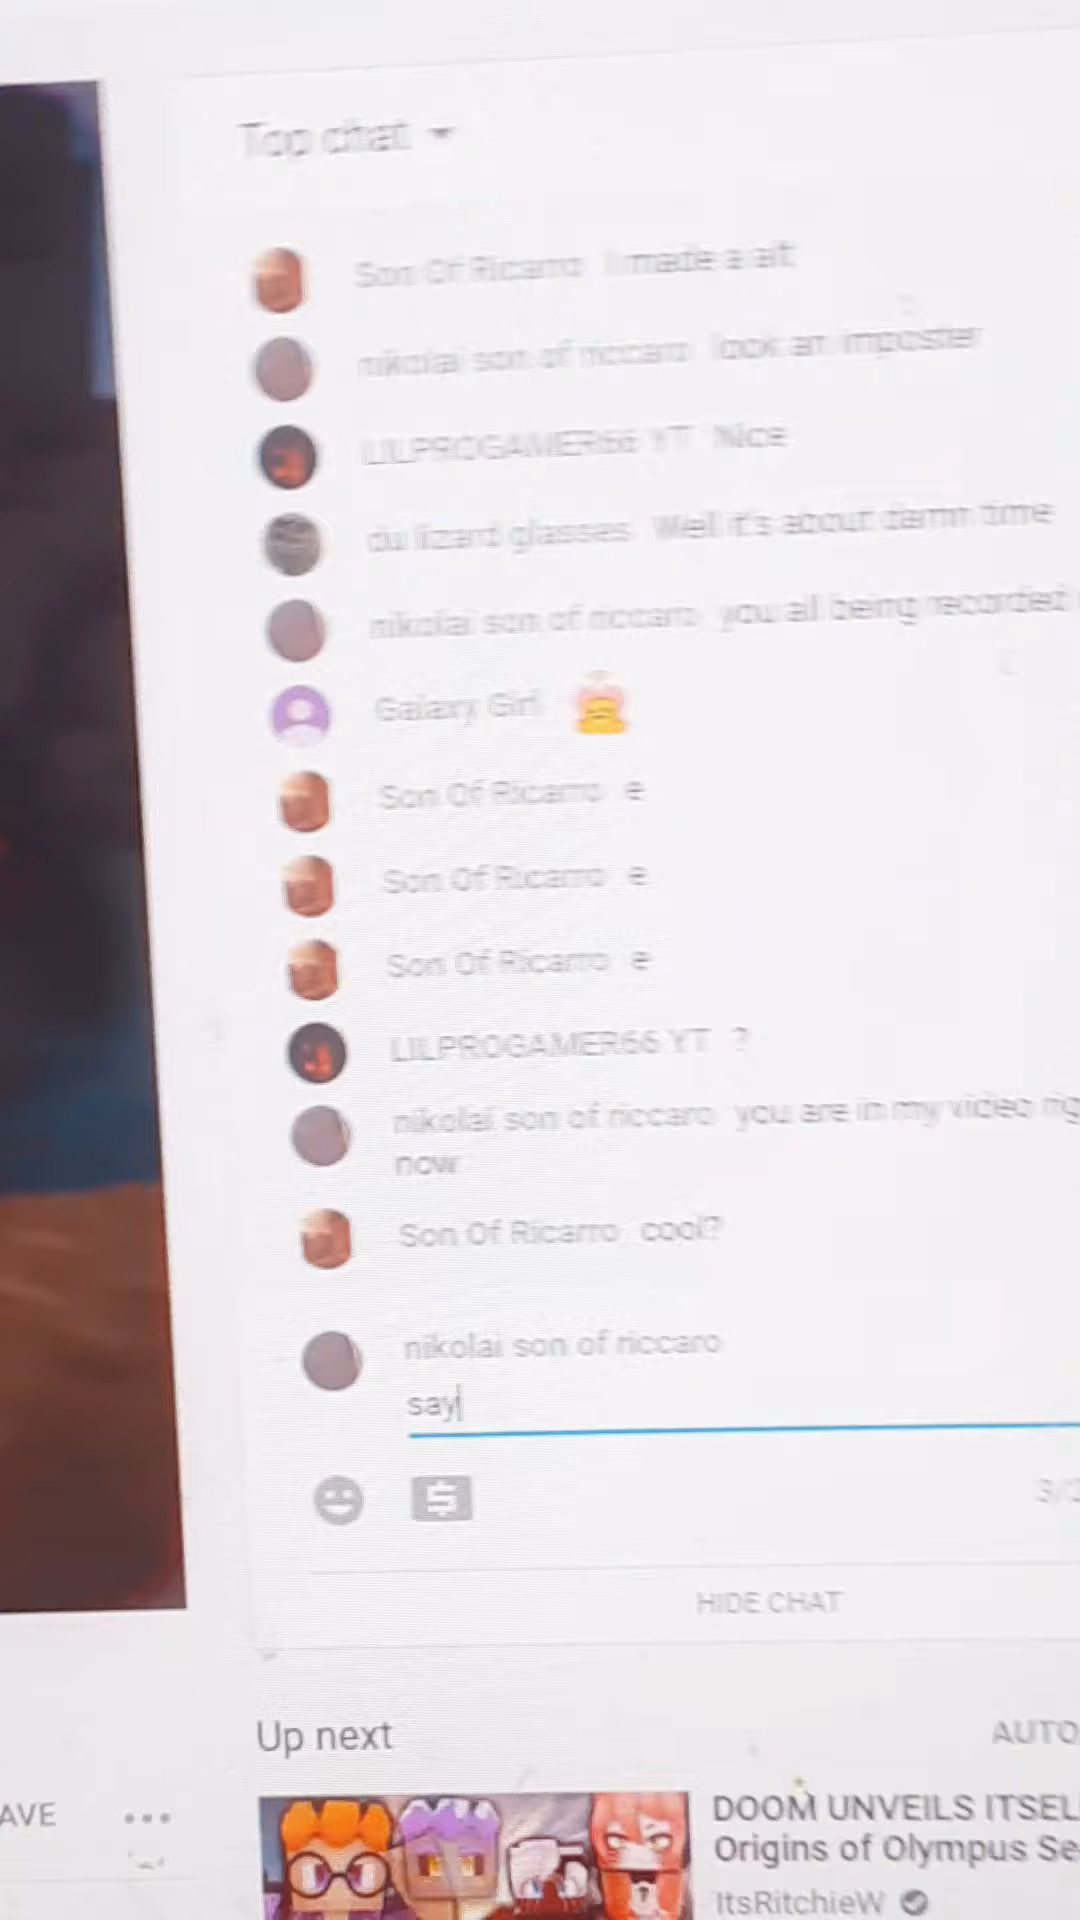 Top chat
Son Of Ricarro I made a alt
nikolai son of riccaro look an imposter
LILPROGAMER66 YT Nice
du lizard glasses Well it's about damn time
nikolai son of riccaro you all being recorded
Galaxy Girl
Son Of Ricarro e
Son Of Ricarro e
Son Of Ricarro e
LILPROGAMER66 YT ?
nikolai son of riccaro you are in my video rig
now
Son Of Ricarro cool?
nikolai son of riccaro
say
3/2
HIDE CHAT
Up next AUTO
AVE
DOOM UNVEILS ITSEL
Origins of Olympus Se
ItsRitchieW